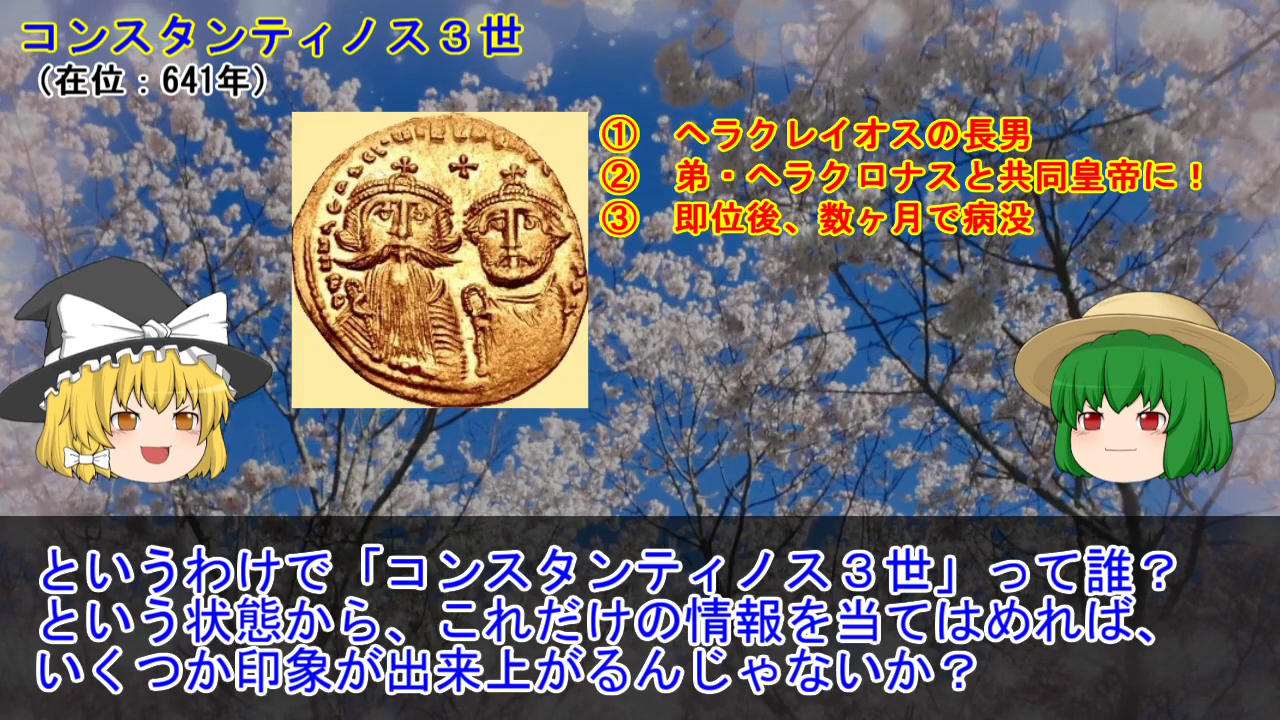 コンスタンティノス３世
（在位：641年）
①　ヘラクレイオスの長男
②　弟・ヘラクロナスと共同皇帝に！
③　即位後、数ヶ月で病没
というわけで「コンスタンティノス３世」って誰？
という状態から、これだけの情報を当てはめれば、
いくつか印象が出来上がるんじゃないか？